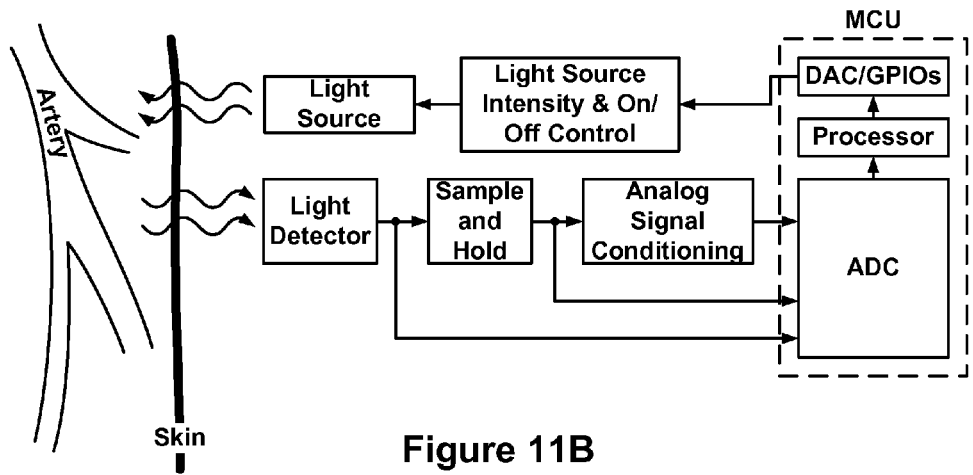 MCU
Artery
Light
Source
Light Source
Intensity & On/
Off Control
DAC/GPIOs
Processor
Light
Detector
Sample
and
Hold
Analog
Signal
Conditioning
ADC
Skin
Figure 11B